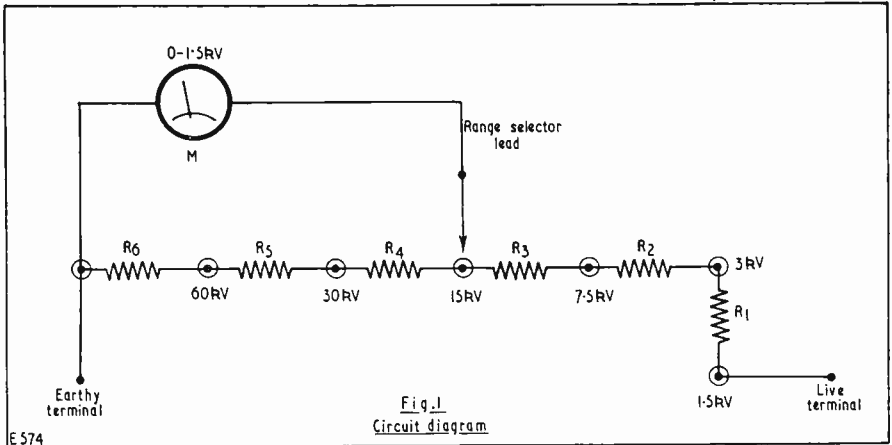 0-1·5kV
M
Range selector
lead
R6
R5
R4
R3
R2
3kV
60kV
30kV
15kV
7·5kV
R1
1·5kV
Earthy
terminal
Live
terminal
Fig.1
Circuit diagram
E 574